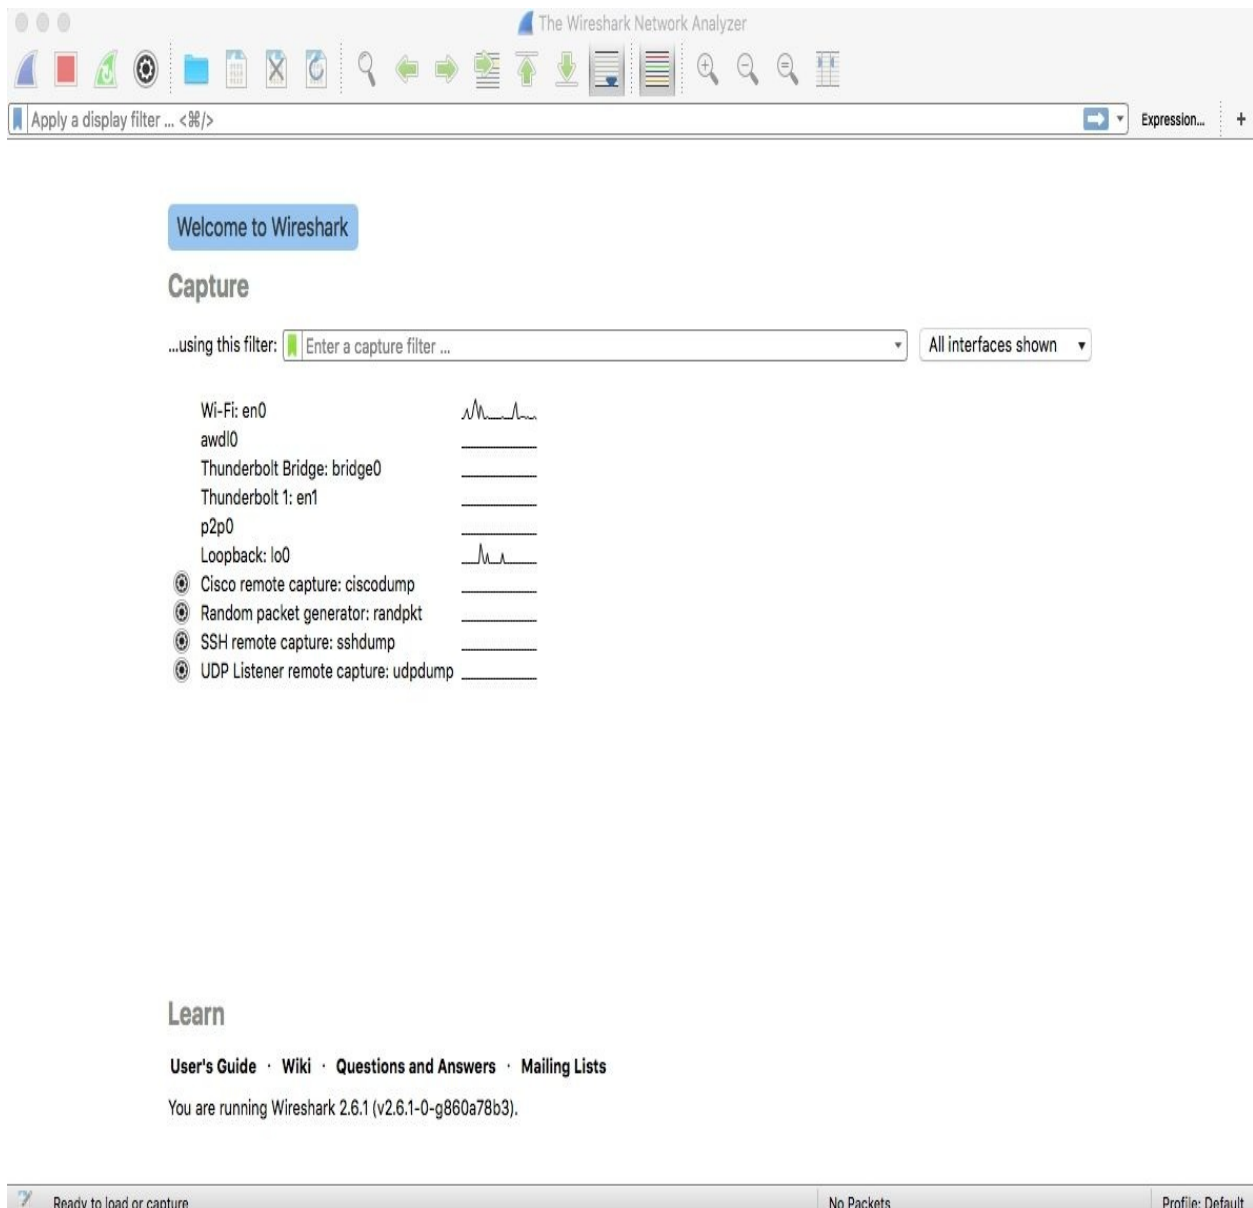 The Wireshark Network Analyzer
Apply a display filter ... <⌘/>
Expression... +
Welcome to Wireshark
Capture
...using this filter: Enter a capture filter ... All interfaces shown
Wi-Fi: en0
awdl0
Thunderbolt Bridge: bridge0
Thunderbolt 1: en1
p2p0
Loopback: lo0
Cisco remote capture: ciscodump
Random packet generator: randpkt
SSH remote capture: sshdump
UDP Listener remote capture: udpdump
Learn
User's Guide · Wiki · Questions and Answers · Mailing Lists
You are running Wireshark 2.6.1 (v2.6.1-0-g860a78b3).
Ready to load or capture No Packets Profile: Default